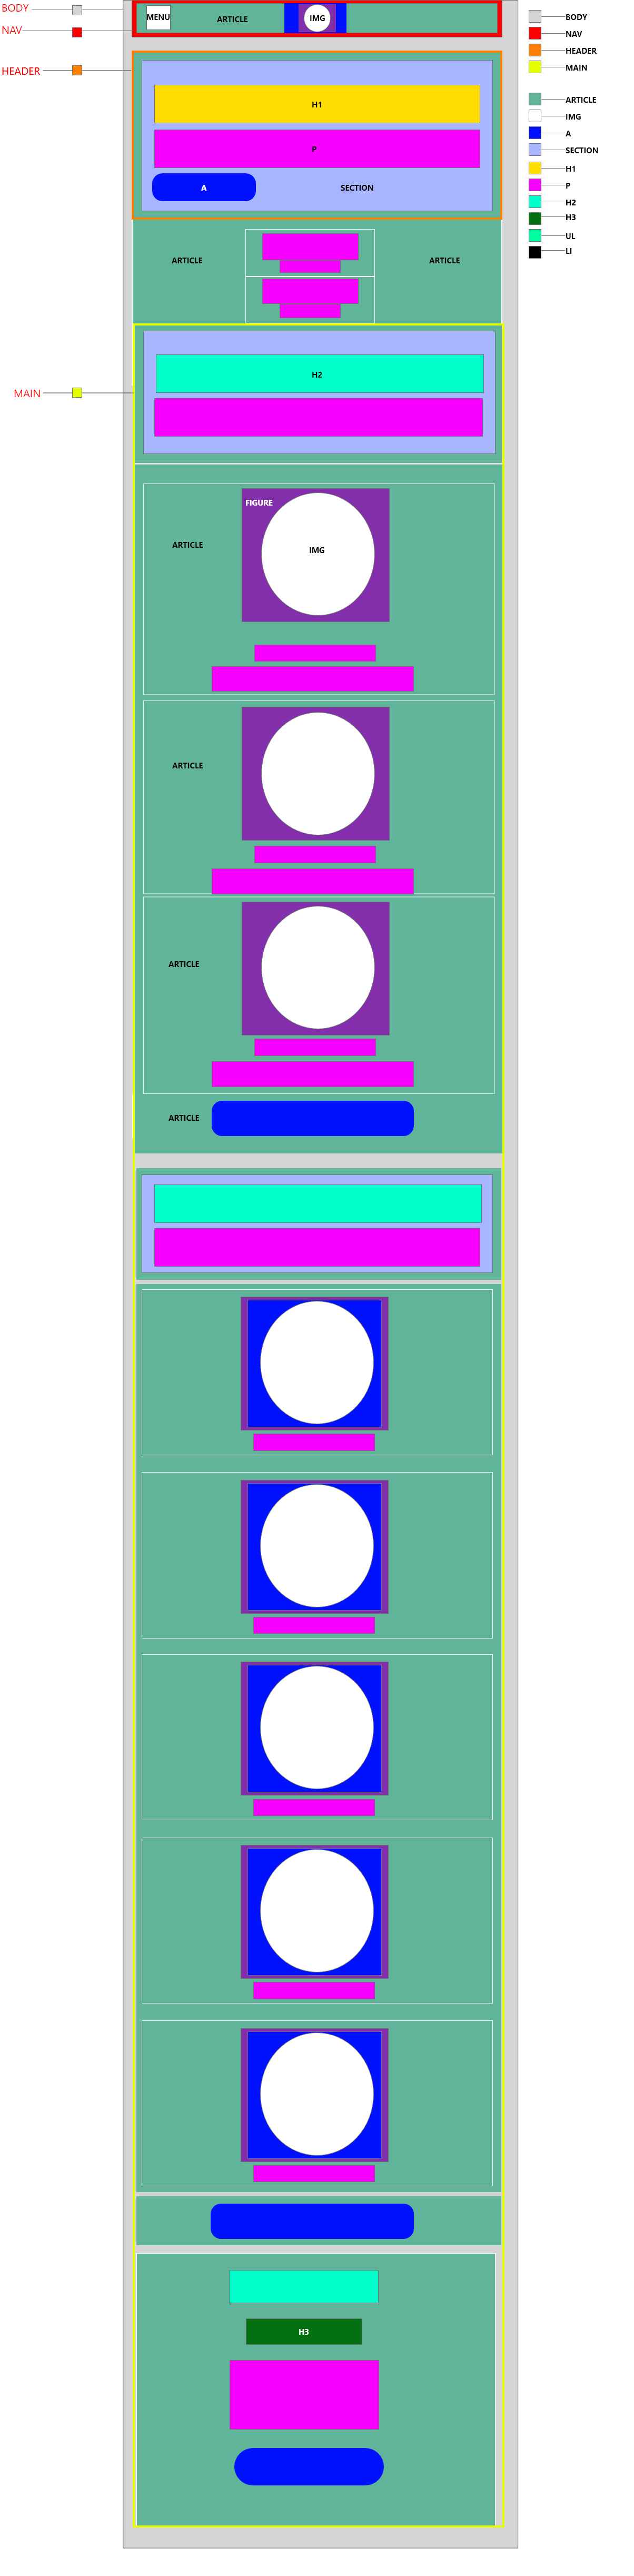 BODY
NAV
HEADER
MAIN
MENU
ARTICLE
IMG
H1
P
A
SECTION
ARTICLE
ARTICLE
H2
FIGURE
ARTICLE
IMG
ARTICLE
ARTICLE
ARTICLE
H3
BODY
NAV
HEADER
MAIN
ARTICLE
IMG
A
SECTION
H1
P
H2
H3
UL
LI